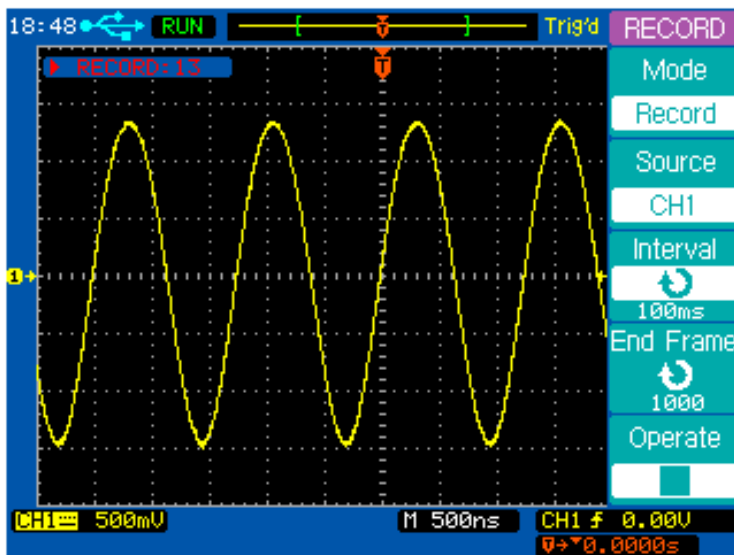 18:48 RUN Trig'd RECORD
T
RECORD:13
Mode
Record
Source
CH1
Interval
100ms
End Frame
1000
Operate
1
CH1 500mV M 500ns CH1 0.00V
T 0.0000s